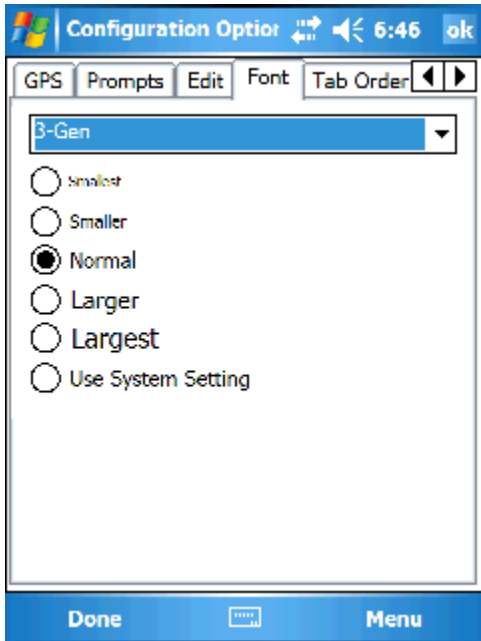 Configuration Option 6:46 ok
GPS Prompts Edit Font Tab Order
3-Gen
Smallest
Smaller
Normal
Larger
Largest
Use System Setting
Done Menu